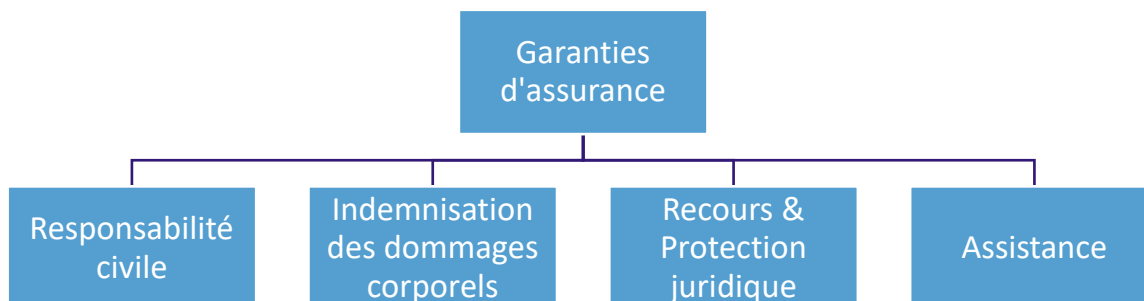 Garanties
d'assurance
Responsabilité
civile
Indemnisation
des dommages
corporels
Recours &
Protection
juridique
Assistance